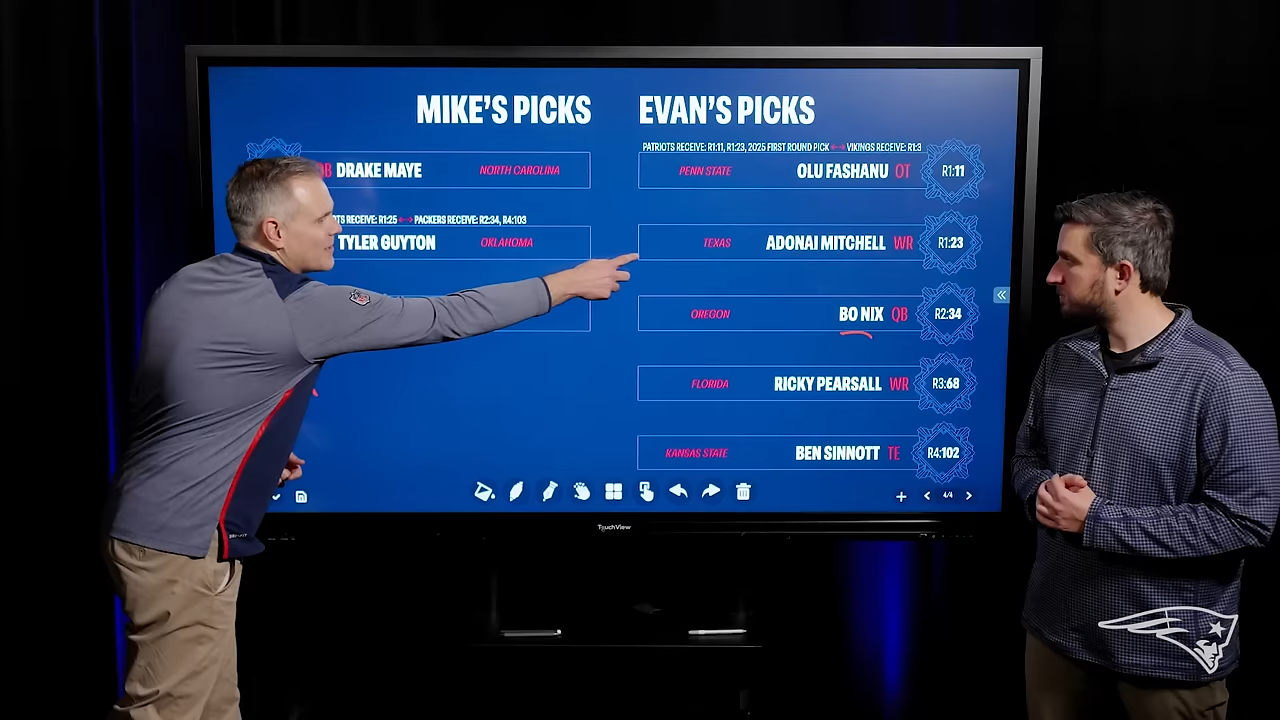 MIKE'S PICKS
DRAKE MAYE NORTH CAROLINA
RECEIVE: R1:25 ↔ PACKERS RECEIVE: R2:34, R4:103
TYLER GUYTON OKLAHOMA
EVAN'S PICKS
PATRIOTS RECEIVE: R1:11, R1:23, 2025 FIRST ROUND PICK ↔ VIKINGS RECEIVE: R1:3
PENN STATE OLU FASHANU OT R1:11
TEXAS ADONAI MITCHELL WR R1:23
OREGON BO NIX QB R2:34
FLORIDA RICKY PEARSALL WR R3:68
KANSAS STATE BEN SINNOTT TE R4:102
4/4
TouchView
NFL
DRI-FIT